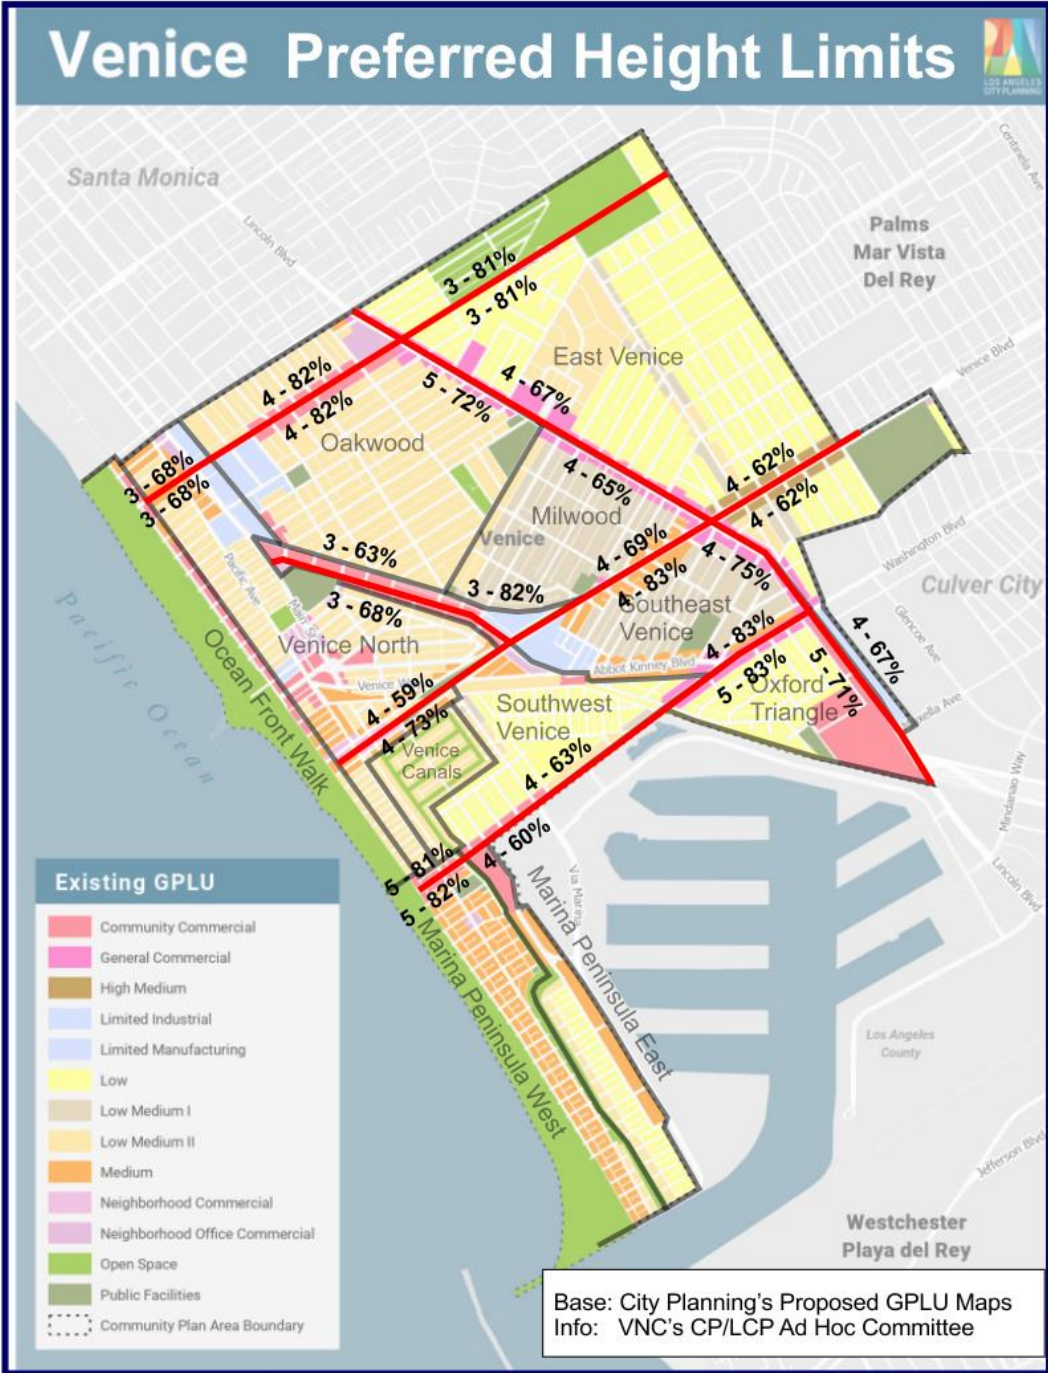 Venice Preferred Height Limits
LOS ANGELES
CITY PLANNING
Santa Monica
Lincoln Blvd
Centinela Ave
Palms
Mar Vista
Del Rey
3 - 81%
3 - 81%
East Venice
Venice Blvd
4 - 82%
4 - 82%
5 - 72%
4 - 67%
Oakwood
3 - 68%
3 - 68%
4 - 65%
4 - 62%
4 - 62%
Milwood
Venice
3 - 63%
4 - 69%
4 - 75%
Washington Blvd
Culver City
3 - 82%
4 - 83%
3 - 68%
Pacific Ave
Main St
Southeast
Venice
4 - 83%
4 - 67%
Glencoe Ave
Pacific Ocean
Venice North
Abbot Kinney Blvd
5 - 83%
5 - 71%
Oxford
Triangle
Ocean Front Walk
4 - 59%
4 - 73%
Southwest
Venice
Venice
Canals
4 - 63%
Mindanao Way
5 - 81%
4 - 60%
5 - 82%
Via Marina
Lincoln Blvd
Marina Peninsula East
Marina Peninsula West
Los Angeles
County
Jefferson Blvd
Westchester
Playa del Rey
Existing GPLU
Community Commercial
General Commercial
High Medium
Limited Industrial
Limited Manufacturing
Low
Low Medium I
Low Medium II
Medium
Neighborhood Commercial
Neighborhood Office Commercial
Open Space
Public Facilities
Community Plan Area Boundary
Base: City Planning's Proposed GPLU Maps
Info: VNC's CP/LCP Ad Hoc Committee